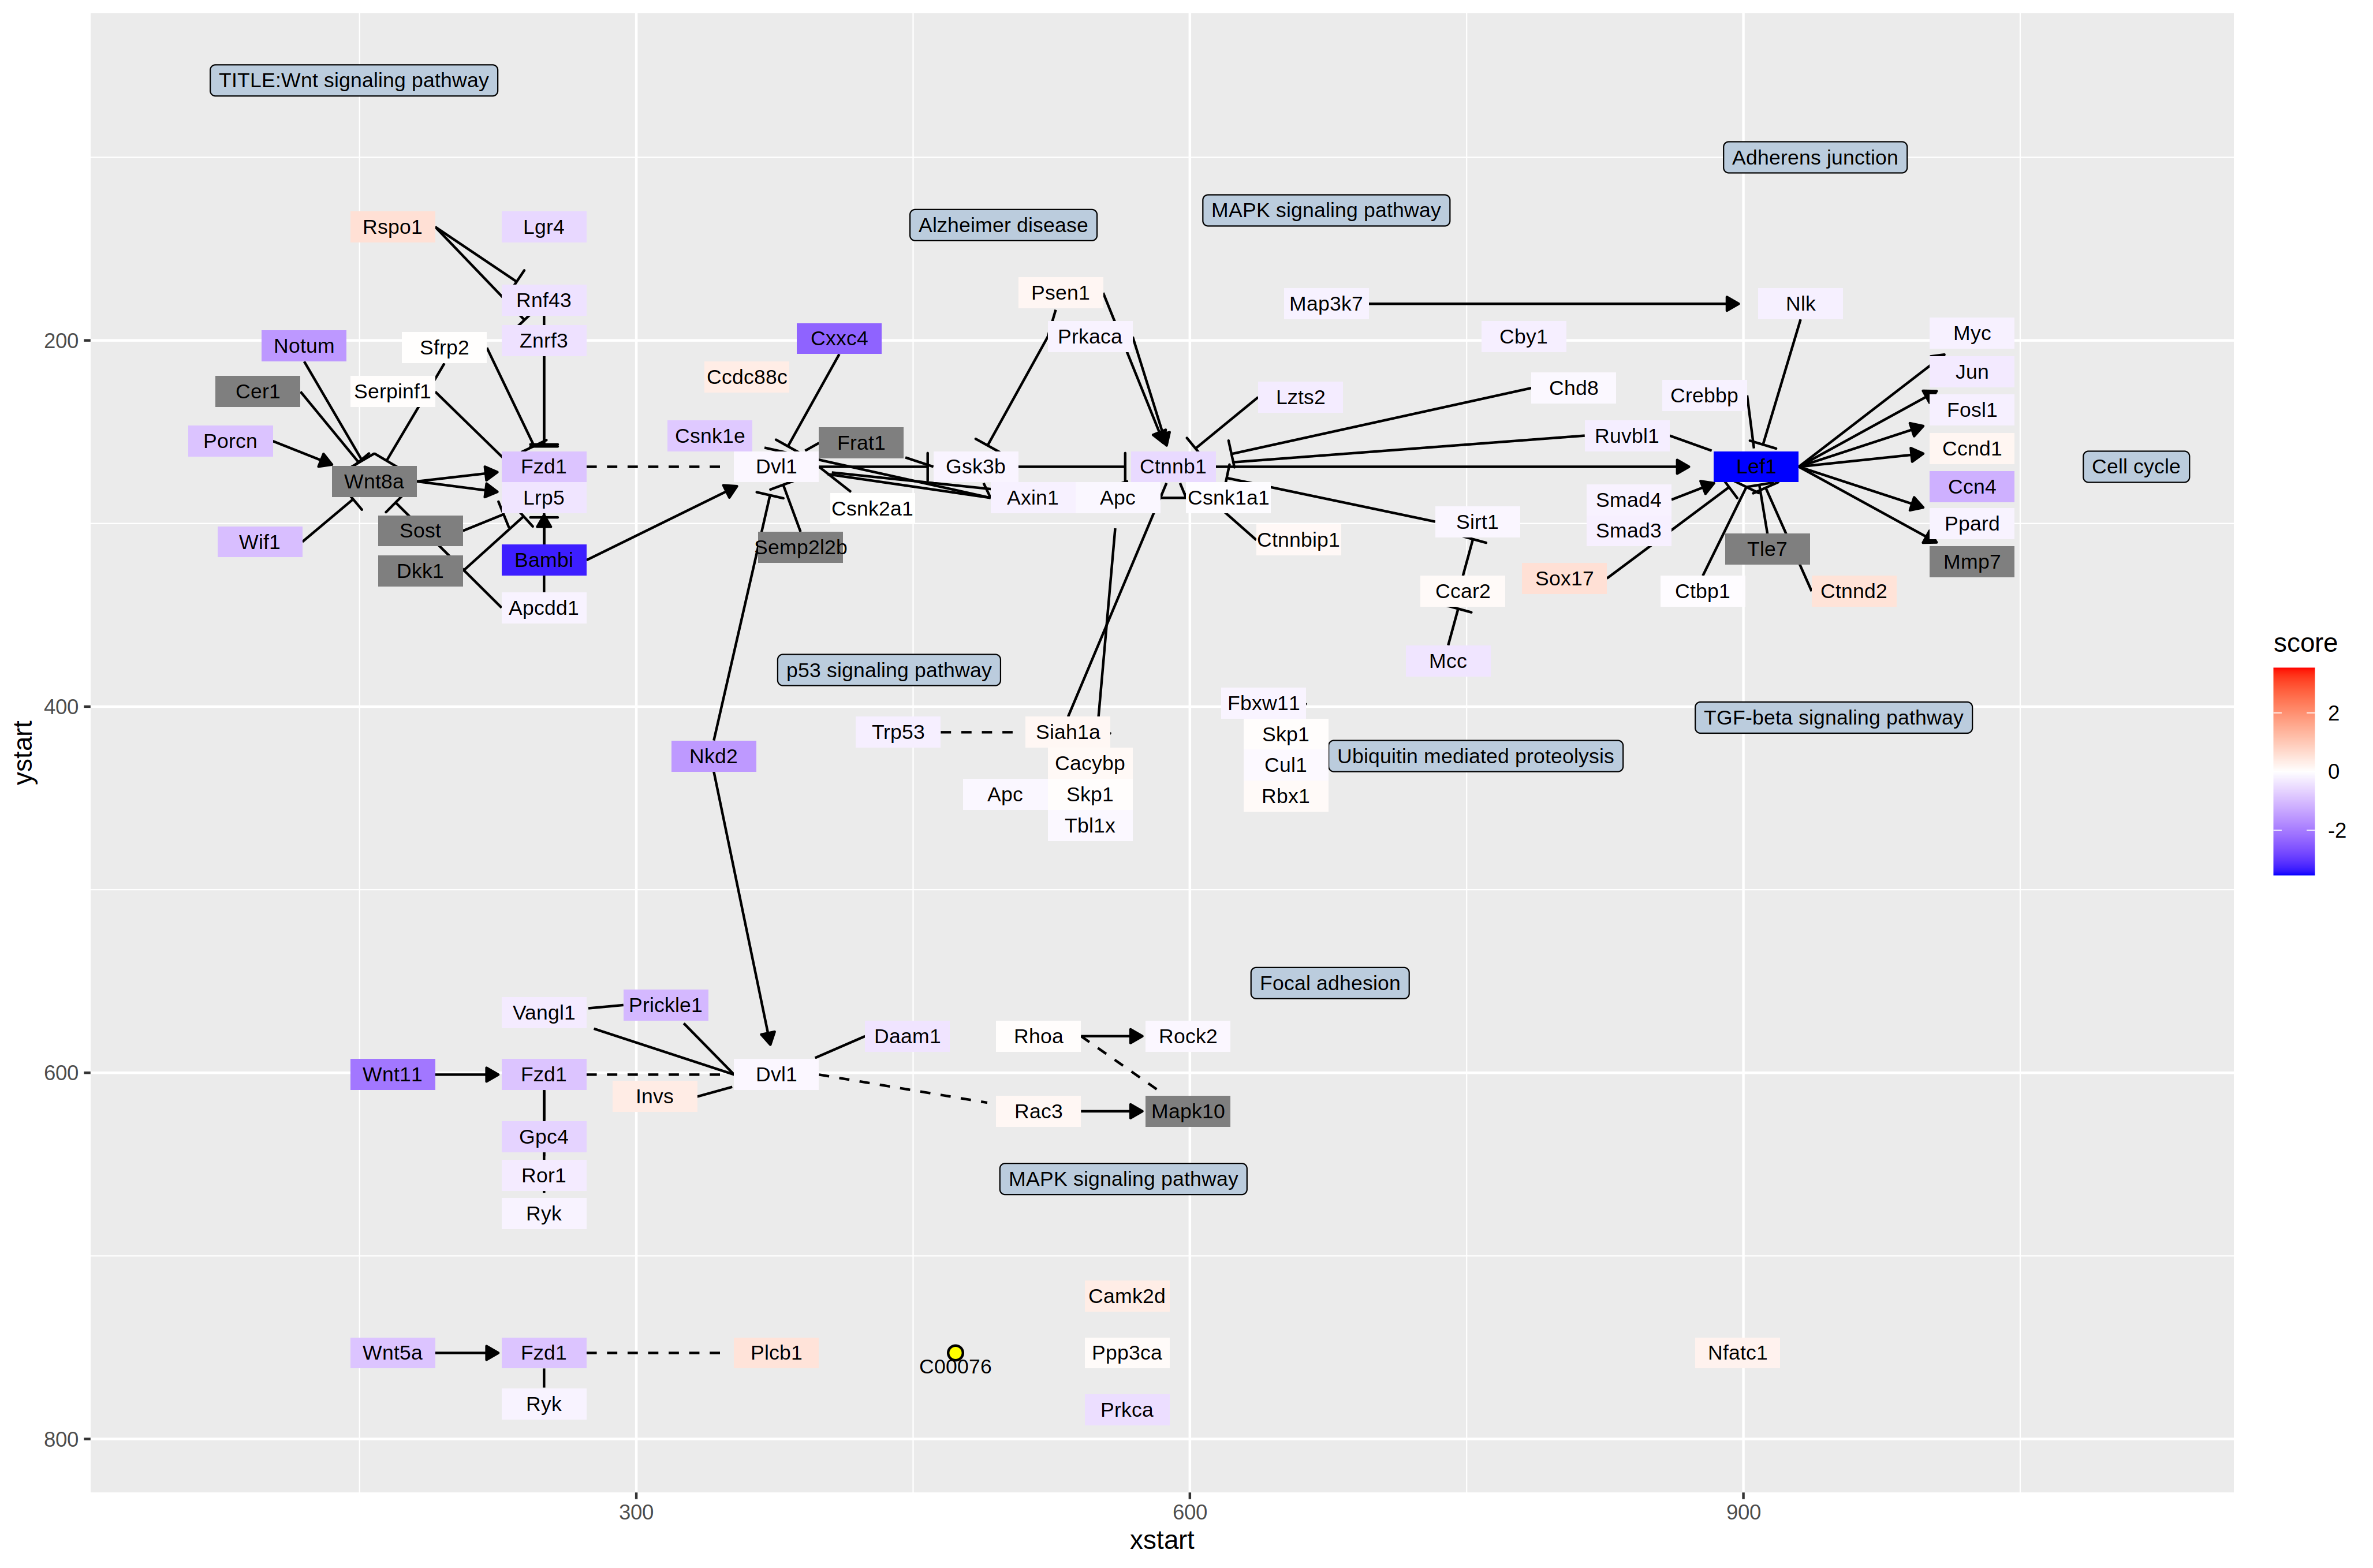 TITLE:Wnt signaling pathway
Adherens junction
MAPK signaling pathway
Alzheimer disease
Rspo1
Lgr4
Psen1
Map3k7
Nlk
Rnf43
Znrf3
Notum
Sfrp2
Cxxc4
Prkaca
Cby1
Myc
Jun
Cer1
Serpinf1
Ccdc88c
Lzts2
Chd8
Crebbp
Fosl1
Porcn
Csnk1e
Frat1
Ruvbl1
Ccnd1
Wnt8a
Fzd1
Dvl1
Gsk3b
Ctnnb1
Lef1
Cell cycle
Ccn4
Lrp5
Axin1
Apc
Csnk1a1
Csnk2a1
Smad4
Smad3
Ppard
Sost
Sirt1
Wif1
Bambi
Semp2l2b
Ctnnbip1
Tle7
Mmp7
Dkk1
Sox17
Apcdd1
Ccar2
Ctbp1
Ctnnd2
Mcc
p53 signaling pathway
Fbxw11
TGF-beta signaling pathway
Trp53
Siah1a
Skp1
Nkd2
Cacybp
Cul1
Ubiquitin mediated proteolysis
Apc
Skp1
Rbx1
Tbl1x
Focal adhesion
Vangl1
Prickle1
Daam1
Rhoa
Rock2
Wnt11
Fzd1
Dvl1
Invs
Rac3
Mapk10
Gpc4
Ror1
MAPK signaling pathway
Ryk
Camk2d
Wnt5a
Fzd1
Plcb1
C00076
Ppp3ca
Nfatc1
Ryk
Prkca
200
400
600
800
ystart
300
600
900
xstart
score
2
0
-2